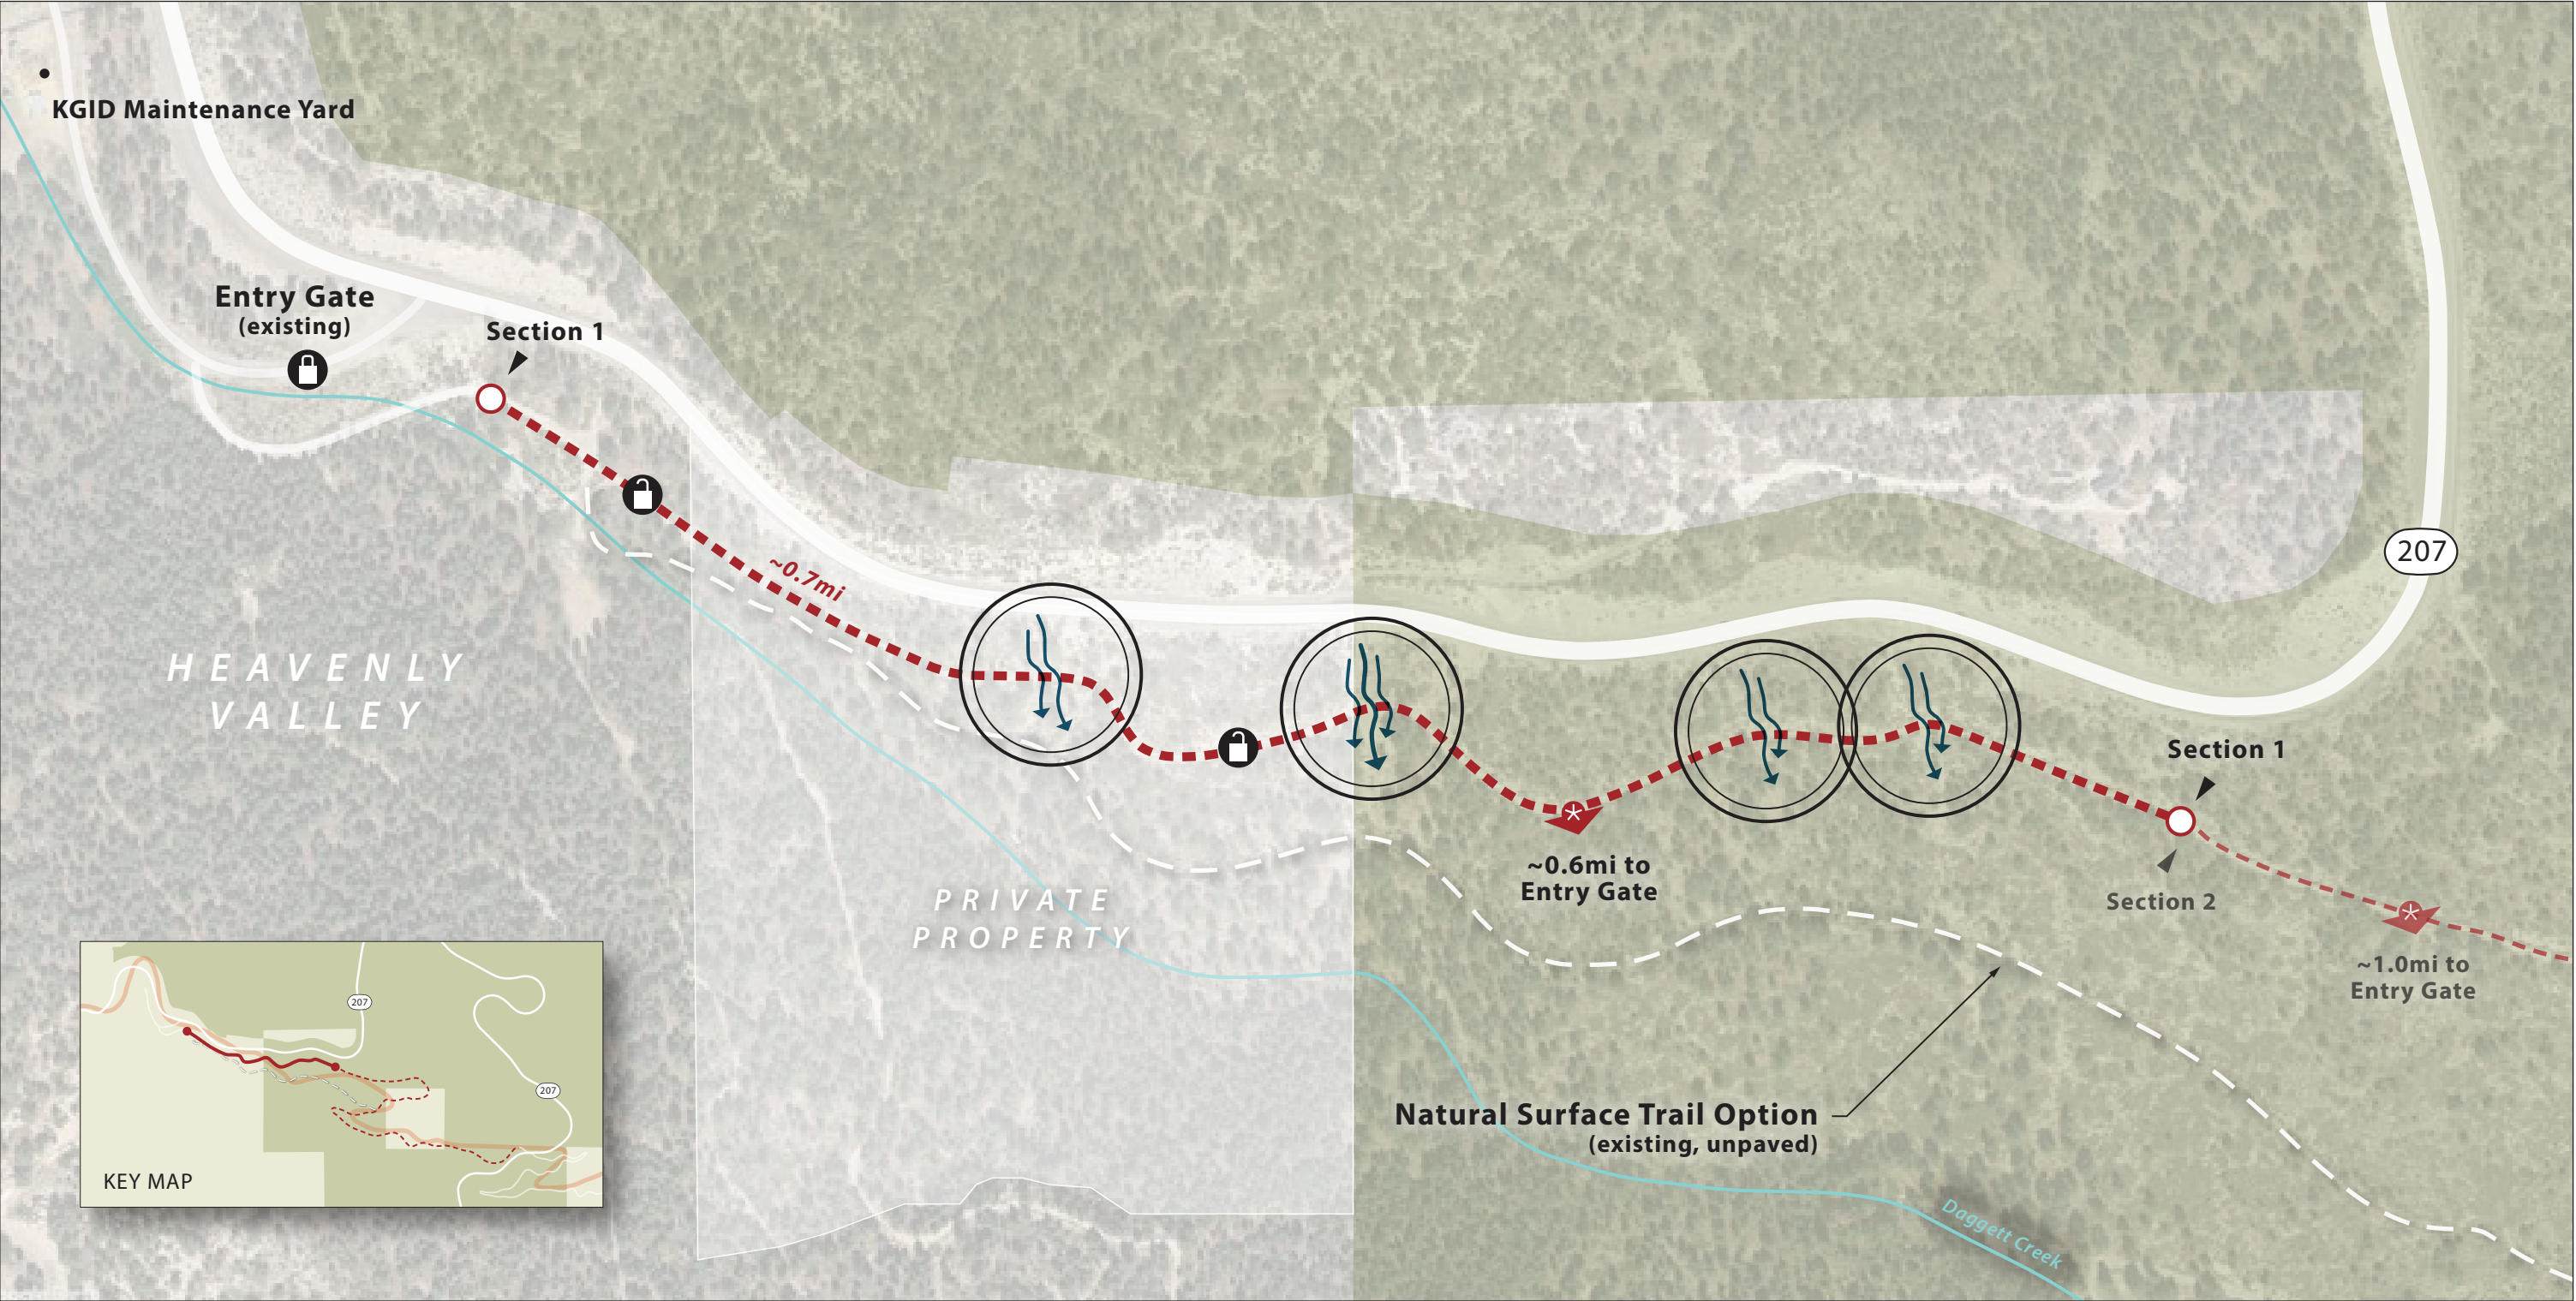 KGID Maintenance Yard
Entry Gate
(existing)
Section 1
~0.7mi
207
HEAVENLY
VALLEY
Section 1
~0.6mi to
Entry Gate
PRIVATE
PROPERTY
Section 2
~1.0mi to
Entry Gate
207
207
KEY MAP
Natural Surface Trail Option
(existing, unpaved)
Daggett Creek